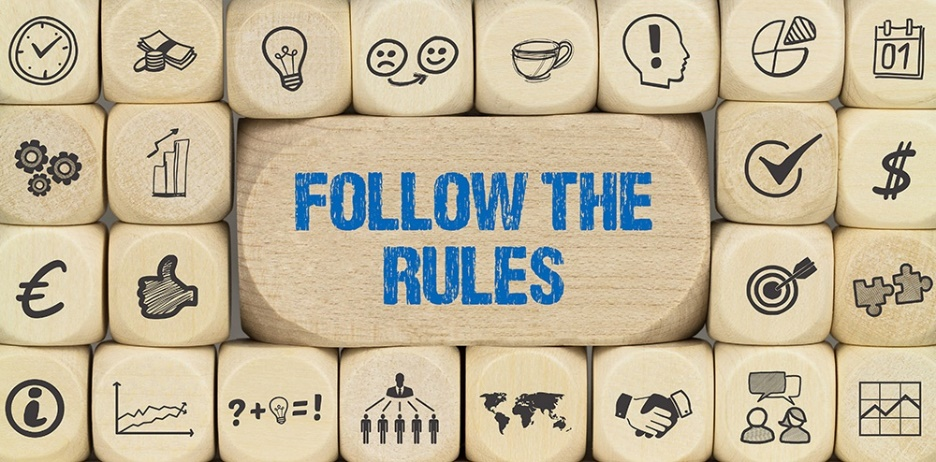 01
FOLLOW THE
RULES
$
€
i
? + = !